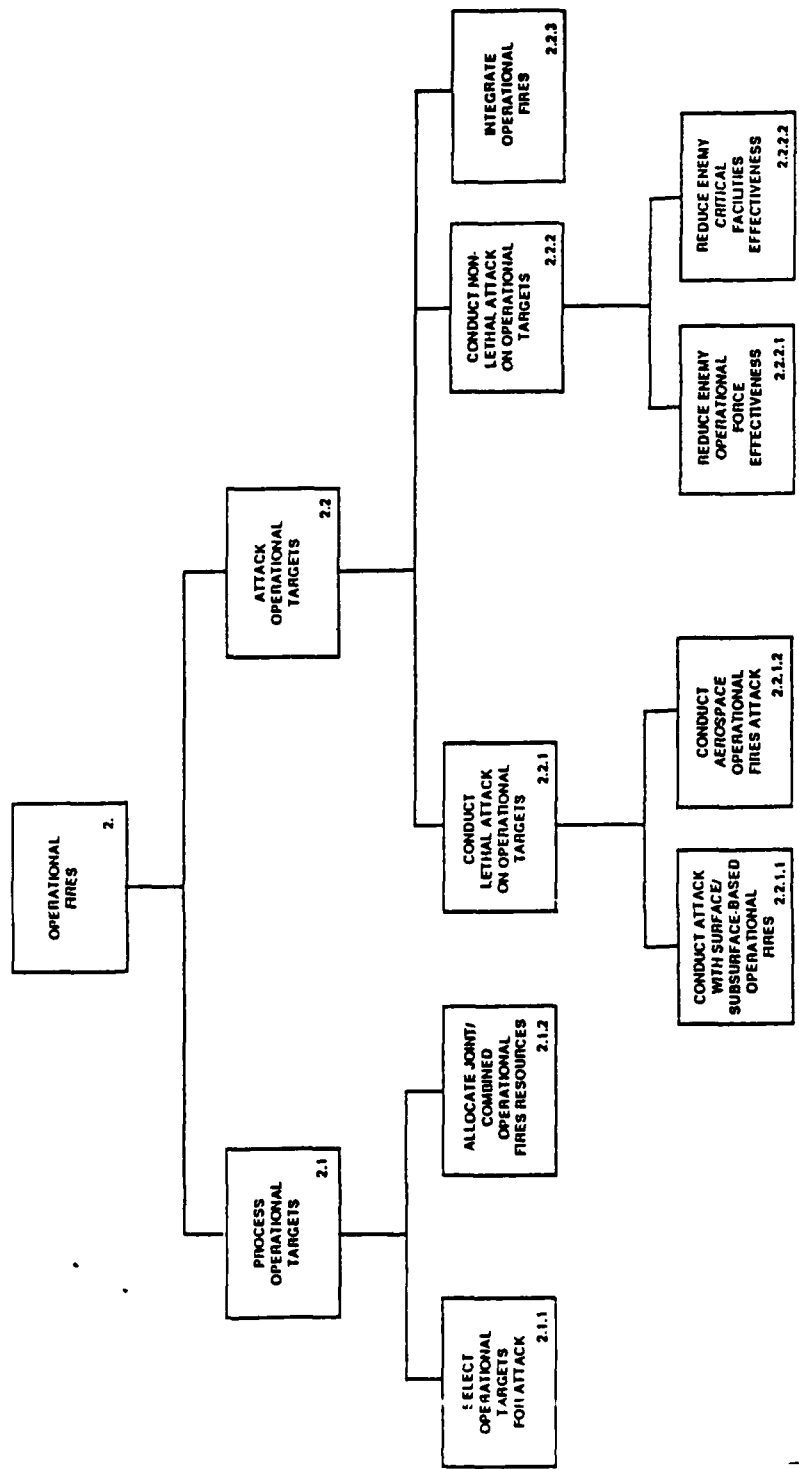 OPERATIONAL
FIRES
2.
PROCESS
OPERATIONAL
TARGETS
2.1
ATTACK
OPERATIONAL
TARGETS
2.2
SELECT
OPERATIONAL
TARGETS
FOR ATTACK
2.1.1
ALLOCATE JOINT/
COMBINED
OPERATIONAL
FIRES RESOURCES
2.1.2
CONDUCT
LETHAL ATTACK
ON OPERATIONAL
TARGETS
2.2.1
CONDUCT NON-
LETHAL ATTACK
ON OPERATIONAL
TARGETS
2.2.2
INTEGRATE
OPERATIONAL
FIRES
2.2.3
CONDUCT ATTACK
WITH SURFACE/
SUBSURFACE-BASED
OPERATIONAL
FIRES
2.2.1.1
CONDUCT
AEROSPACE
OPERATIONAL
FIRES ATTACK
2.2.1.2
REDUCE ENEMY
OPERATIONAL
FORCE
EFFECTIVENESS
2.2.2.1
REDUCE ENEMY
CRITICAL
FACILITIES
EFFECTIVENESS
2.2.2.2